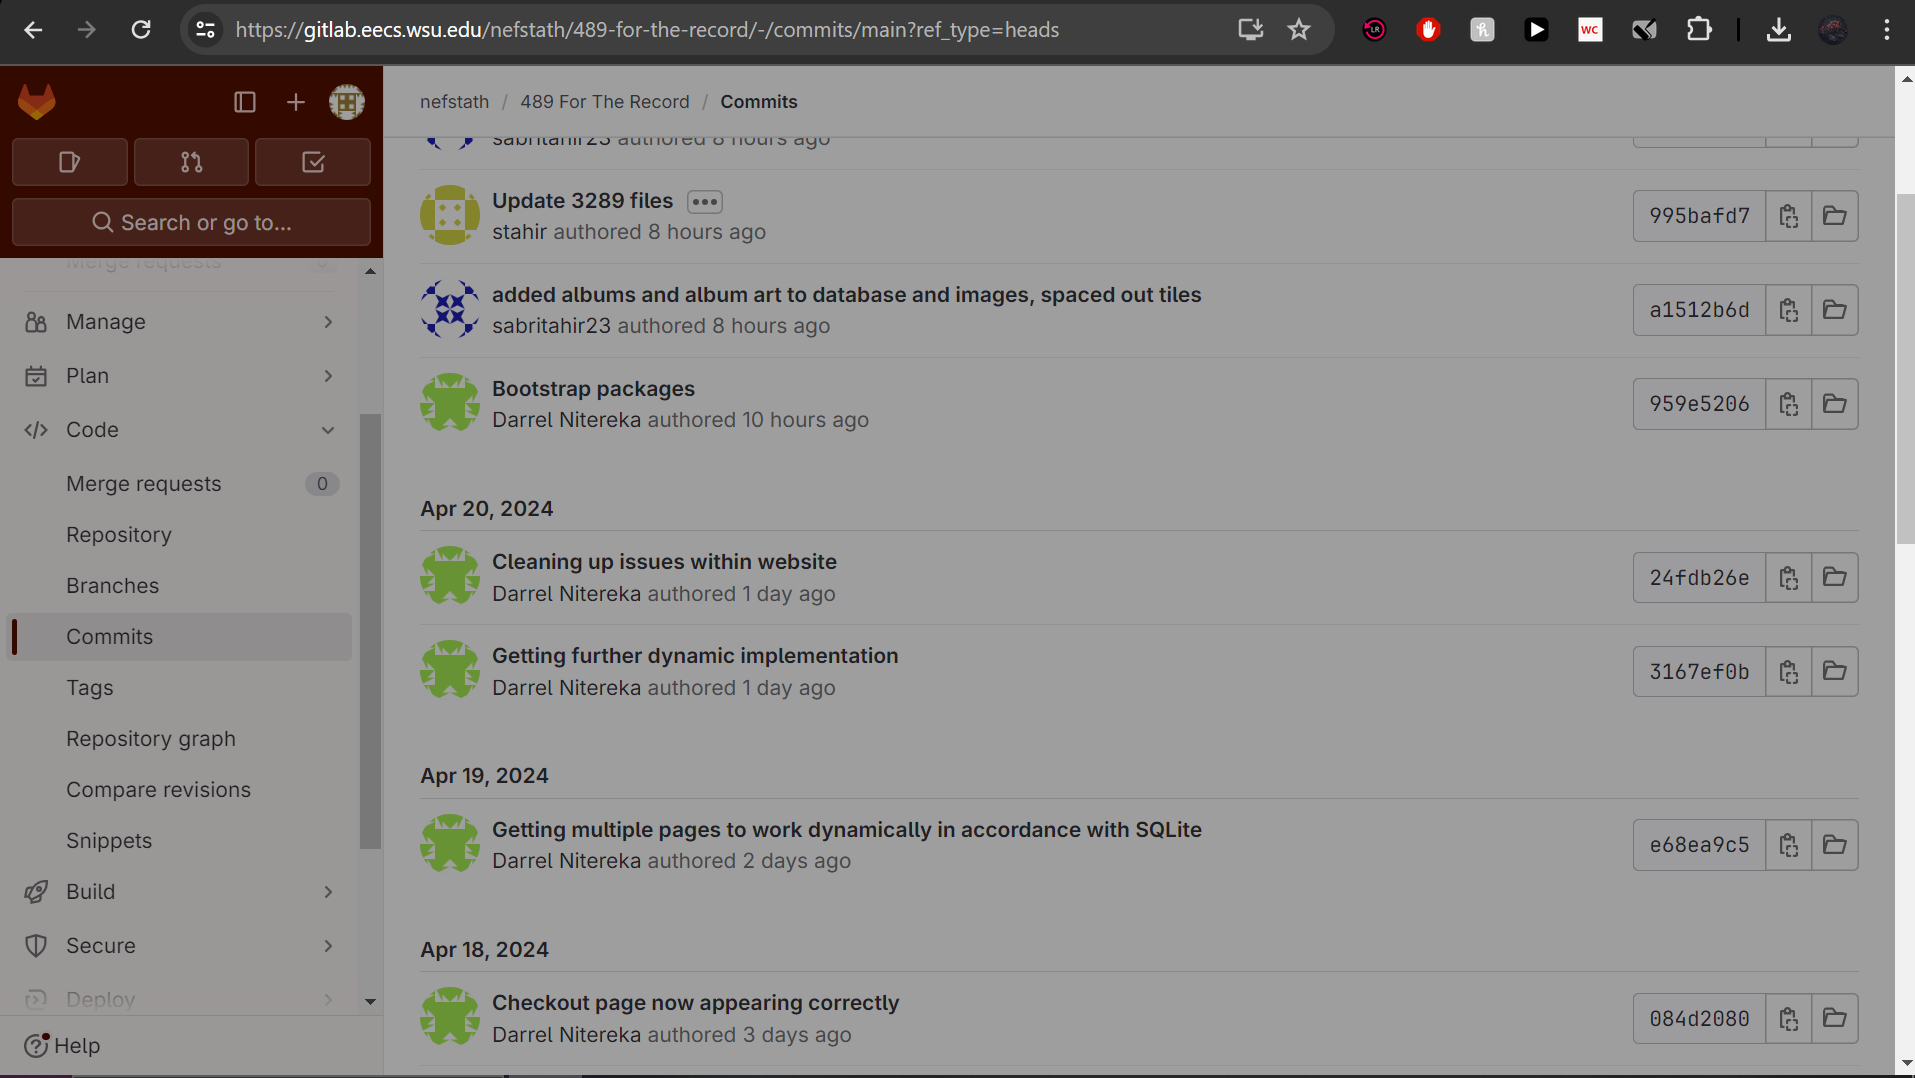 https://gitlab.eecs.wsu.edu/nefstath/489-for-the-record/-/commits/main?ref_type=heads
LR
h
WC
Search or go to...
Merge requests 0
Manage
Plan
Code
Merge requests 0
Repository
Branches
Commits
Tags
Repository graph
Compare revisions
Snippets
Build
Secure
Deploy
Help
nefstath / 489 For The Record / Commits
sabritahir23 authored 8 hours ago
Update 3289 files
stahir authored 8 hours ago
995bafd7
added albums and album art to database and images, spaced out tiles
sabritahir23 authored 8 hours ago
a1512b6d
Bootstrap packages
Darrel Nitereka authored 10 hours ago
959e5206
Apr 20, 2024
Cleaning up issues within website
Darrel Nitereka authored 1 day ago
24fdb26e
Getting further dynamic implementation
Darrel Nitereka authored 1 day ago
3167ef0b
Apr 19, 2024
Getting multiple pages to work dynamically in accordance with SQLite
Darrel Nitereka authored 2 days ago
e68ea9c5
Apr 18, 2024
Checkout page now appearing correctly
Darrel Nitereka authored 3 days ago
084d2080